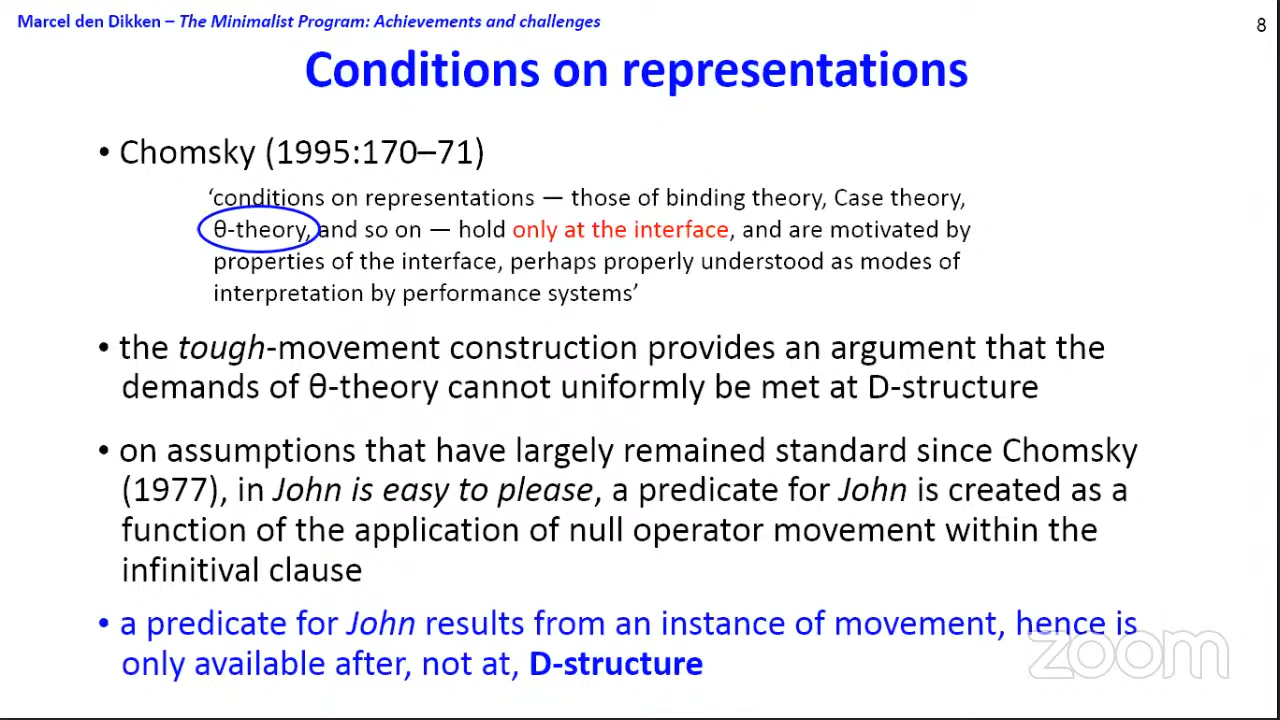 Marcel den Dikken – The Minimalist Program: Achievements and challenges
8
Conditions on representations
• Chomsky (1995:170–71)
‘conditions on representations — those of binding theory, Case theory,
θ-theory, and so on — hold only at the interface, and are motivated by
properties of the interface, perhaps properly understood as modes of
interpretation by performance systems’
• the tough-movement construction provides an argument that the
demands of θ-theory cannot uniformly be met at D-structure
• on assumptions that have largely remained standard since Chomsky
(1977), in John is easy to please, a predicate for John is created as a
function of the application of null operator movement within the
infinitival clause
• a predicate for John results from an instance of movement, hence is
only available after, not at, D-structure
zoom